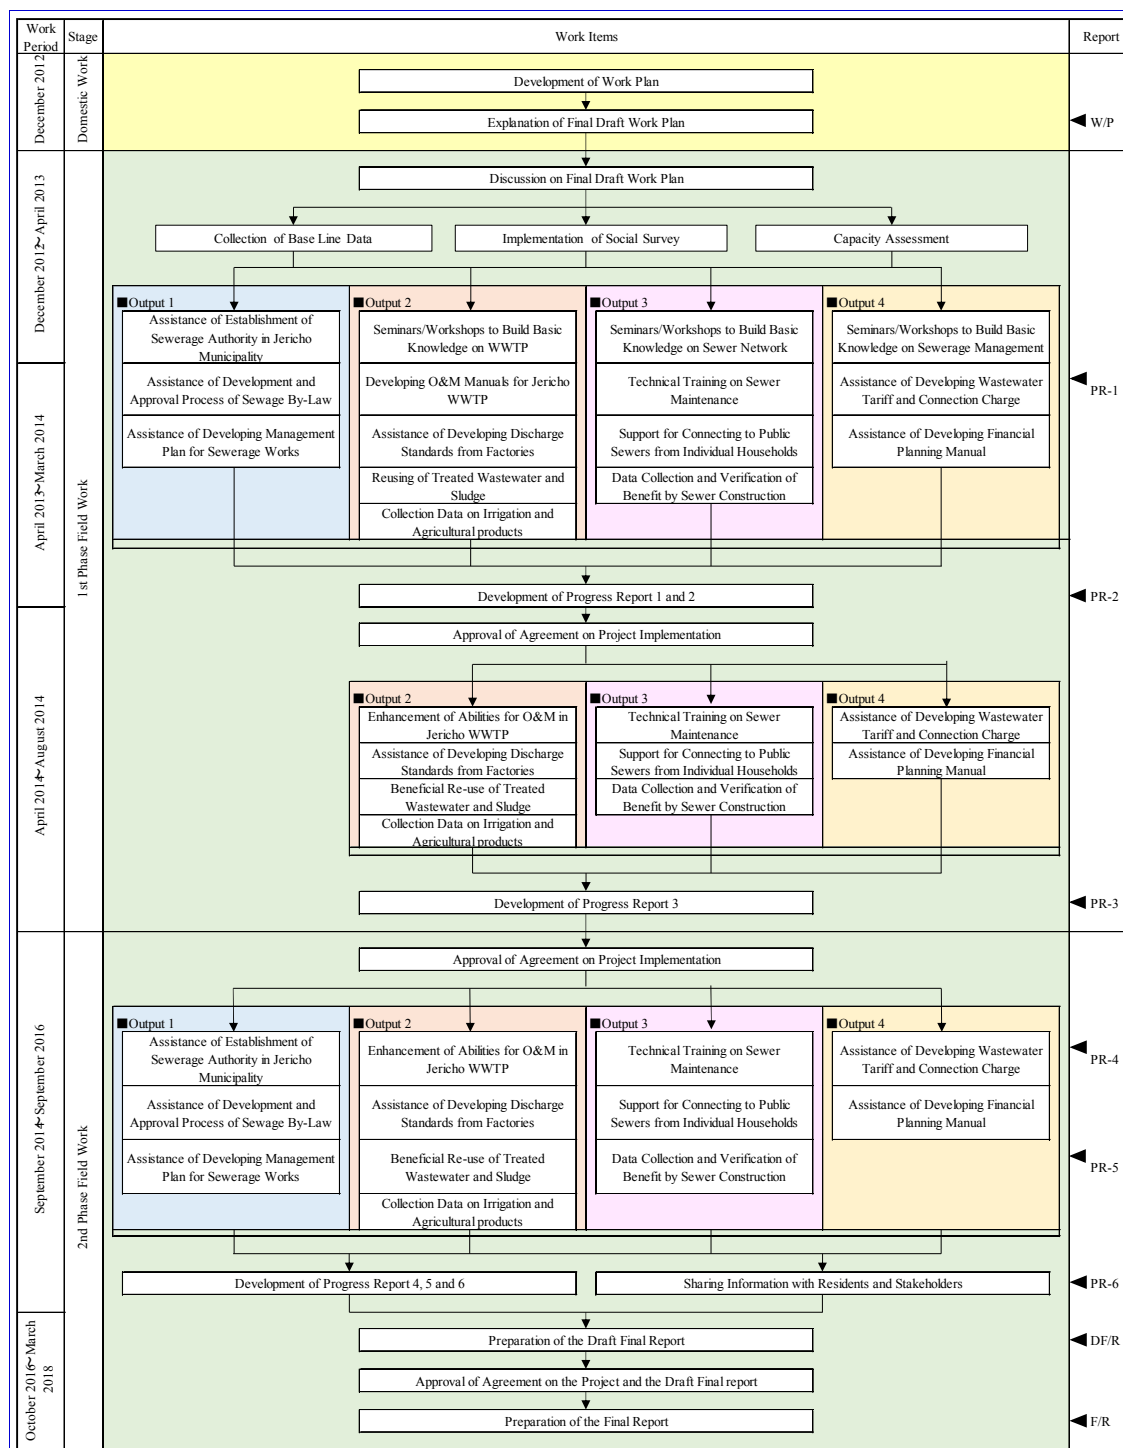 Work
Period
Stage
Work Items
Report
December 2012
Domestic Work
Development of Work Plan
Explanation of Final Draft Work Plan
W/P
December 2012~April 2013
1st Phase Field Work
Discussion on Final Draft Work Plan
Collection of Base Line Data
Implementation of Social Survey
Capacity Assessment
■Output 1
Assistance of Establishment of
Sewerage Authority in Jericho
Municipality
Assistance of Development and
Approval Process of Sewage By-Law
Assistance of Developing Management
Plan for Sewerage Works
■Output 2
Seminars/Workshops to Build Basic
Knowledge on WWTP
Developing O&M Manuals for Jericho
WWTP
Assistance of Developing Discharge
Standards from Factories
Reusing of Treated Wastewater and
Sludge
Collection Data on Irrigation and
Agricultural products
■Output 3
Seminars/Workshops to Build Basic
Knowledge on Sewer Network
Technical Training on Sewer
Maintenance
Support for Connecting to Public
Sewers from Individual Households
Data Collection and Verification of
Benefit by Sewer Construction
■Output 4
Seminars/Workshops to Build Basic
Knowledge on Sewerage Management
Assistance of Developing Wastewater
Tariff and Connection Charge
Assistance of Developing Financial
Planning Manual
PR-1
April 2013~March 2014
Development of Progress Report 1 and 2
PR-2
April 2014~August 2014
Approval of Agreement on Project Implementation
■Output 2
Enhancement of Abilities for O&M in
Jericho WWTP
Assistance of Developing Discharge
Standards from Factories
Beneficial Re-use of Treated
Wastewater and Sludge
Collection Data on Irrigation and
Agricultural products
■Output 3
Technical Training on Sewer
Maintenance
Support for Connecting to Public
Sewers from Individual Households
Data Collection and Verification of
Benefit by Sewer Construction
■Output 4
Assistance of Developing Wastewater
Tariff and Connection Charge
Assistance of Developing Financial
Planning Manual
Development of Progress Report 3
PR-3
September 2014~September 2016
2nd Phase Field Work
Approval of Agreement on Project Implementation
■Output 1
Assistance of Establishment of
Sewerage Authority in Jericho
Municipality
Assistance of Development and
Approval Process of Sewage By-Law
Assistance of Developing Management
Plan for Sewerage Works
■Output 2
Enhancement of Abilities for O&M in
Jericho WWTP
Assistance of Developing Discharge
Standards from Factories
Beneficial Re-use of Treated
Wastewater and Sludge
Collection Data on Irrigation and
Agricultural products
■Output 3
Technical Training on Sewer
Maintenance
Support for Connecting to Public
Sewers from Individual Households
Data Collection and Verification of
Benefit by Sewer Construction
■Output 4
Assistance of Developing Wastewater
Tariff and Connection Charge
Assistance of Developing Financial
Planning Manual
PR-4
PR-5
Development of Progress Report 4, 5 and 6
Sharing Information with Residents and Stakeholders
PR-6
October 2016~March
2018
Preparation of the Draft Final Report
DF/R
Approval of Agreement on the Project and the Draft Final report
Preparation of the Final Report
F/R